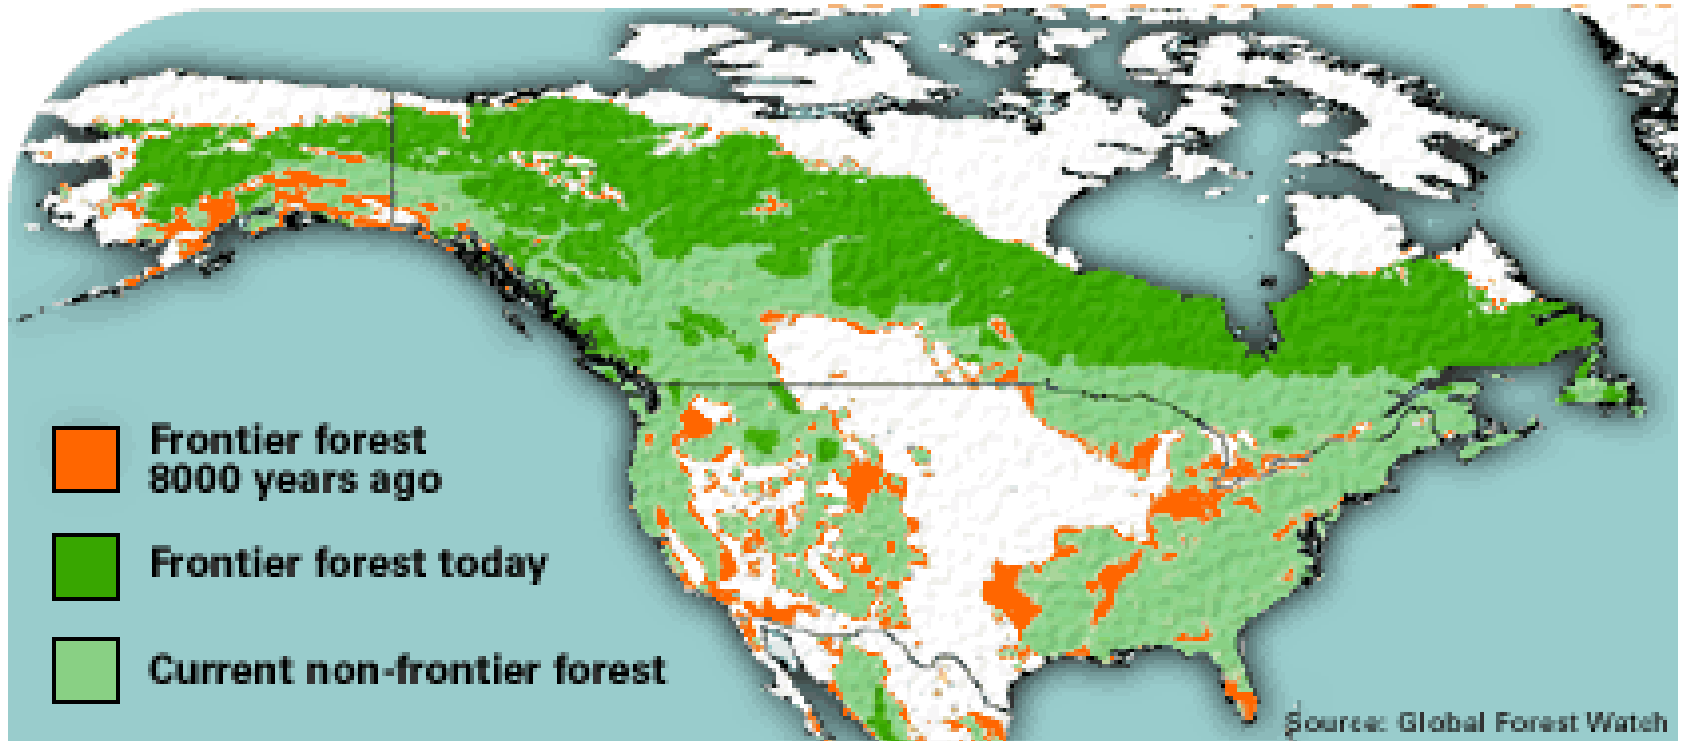 Frontier forest
8000 years ago
Frontier forest today
Current non-frontier forest
Source: Global Forest Watch